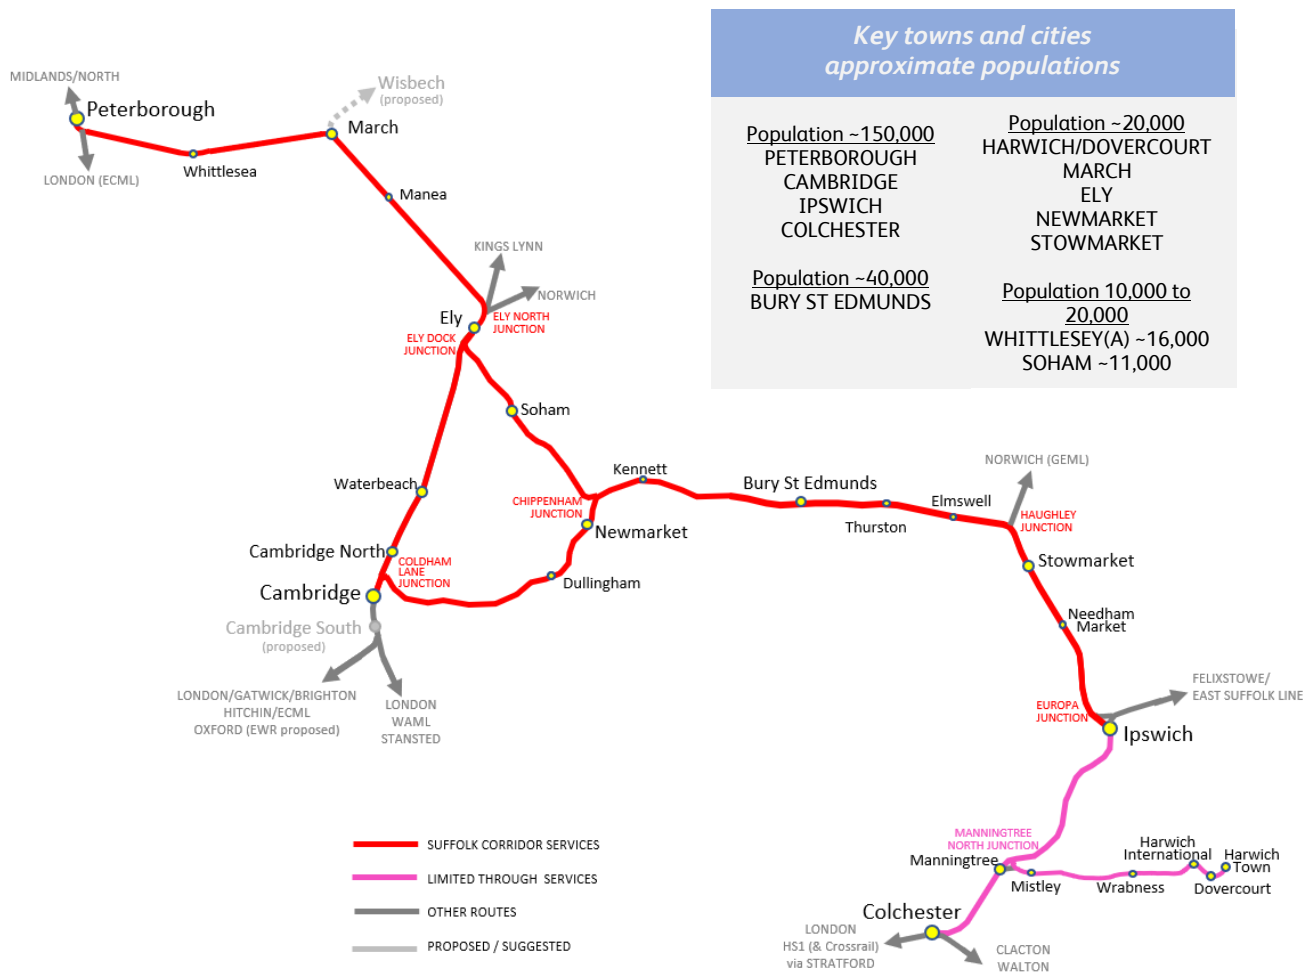 Key towns and cities
approximate populations
Population ~150,000
PETERBOROUGH
CAMBRIDGE
IPSWICH
COLCHESTER
Population ~40,000
BURY ST EDMUNDS
Population ~20,000
HARWICH/DOVERCOURT
MARCH
ELY
NEWMARKET
STOWMARKET
Population 10,000 to
20,000
WHITTLESEY(A) ~16,000
SOHAM ~11,000
MIDLANDS/NORTH
Peterborough
LONDON (ECML)
Whittlesea
Wisbech
(proposed)
March
Manea
KINGS LYNN
NORWICH
Ely
ELY NORTH
JUNCTION
ELY DOCK
JUNCTION
Soham
Waterbeach
CHIPPENHAM
JUNCTION
Kennett
Bury St Edmunds
Thurston
Elmswell
NORWICH (GEML)
HAUGHLEY
JUNCTION
Newmarket
Cambridge North
COLDHAM
LANE
JUNCTION
Dullingham
Cambridge
Cambridge South
(proposed)
LONDON/GATWICK/BRIGHTON
HITCHIN/ECML
OXFORD (EWR proposed)
LONDON
WAML
STANSTED
Stowmarket
Needham
Market
FELIXSTOWE/
EAST SUFFOLK LINE
EUROPA
JUNCTION
Ipswich
MANNINGTREE
NORTH JUNCTION
Manningtree
Mistley
Wrabness
Harwich
International
Harwich
Town
Dovercourt
Colchester
LONDON
HS1 (& Crossrail)
via STRATFORD
CLACTON
WALTON
SUFFOLK CORRIDOR SERVICES
LIMITED THROUGH SERVICES
OTHER ROUTES
PROPOSED / SUGGESTED